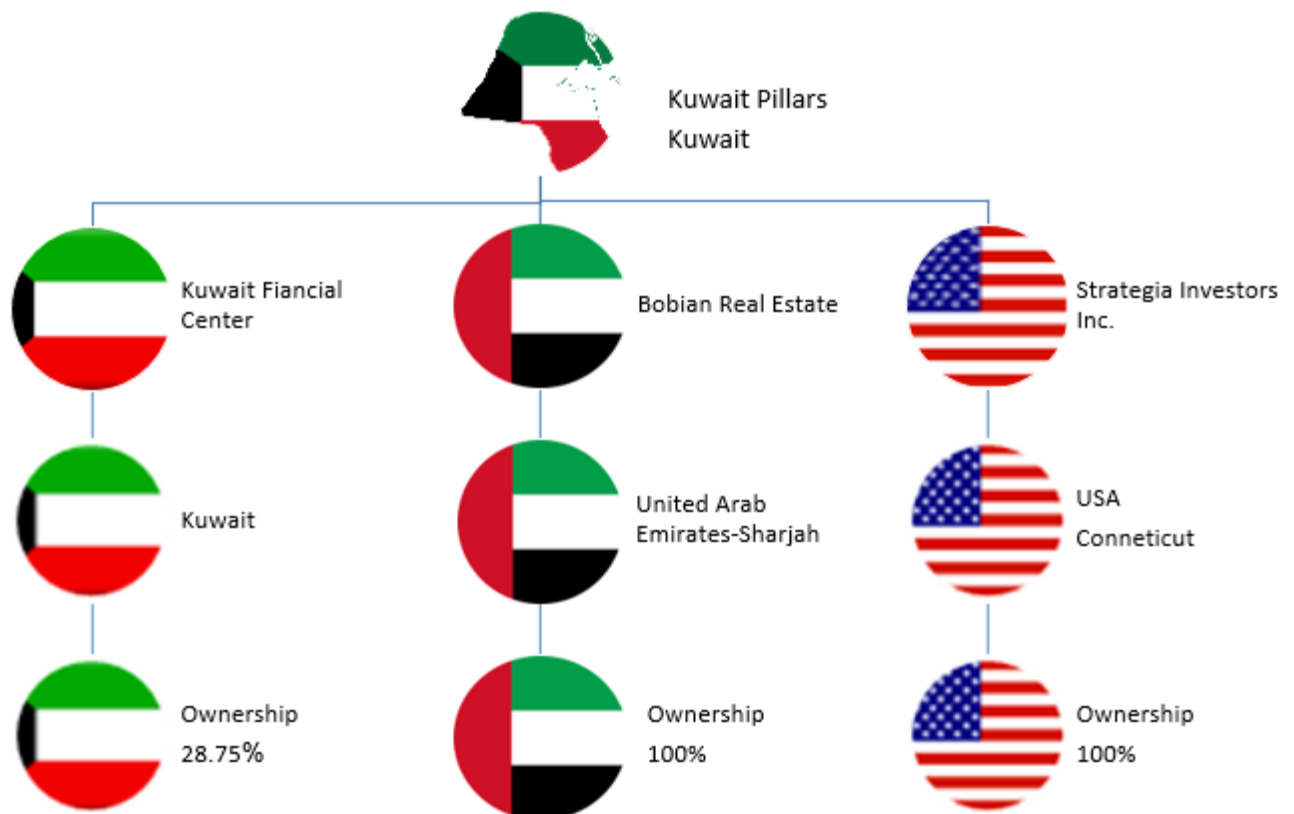 Kuwait Pillars
Kuwait
Kuwait Fiancial
Center
Bobian Real Estate
Strategia Investors
Inc.
Kuwait
United Arab
Emirates-Sharjah
USA
Conneticut
Ownership
28.75%
Ownership
100%
Ownership
100%